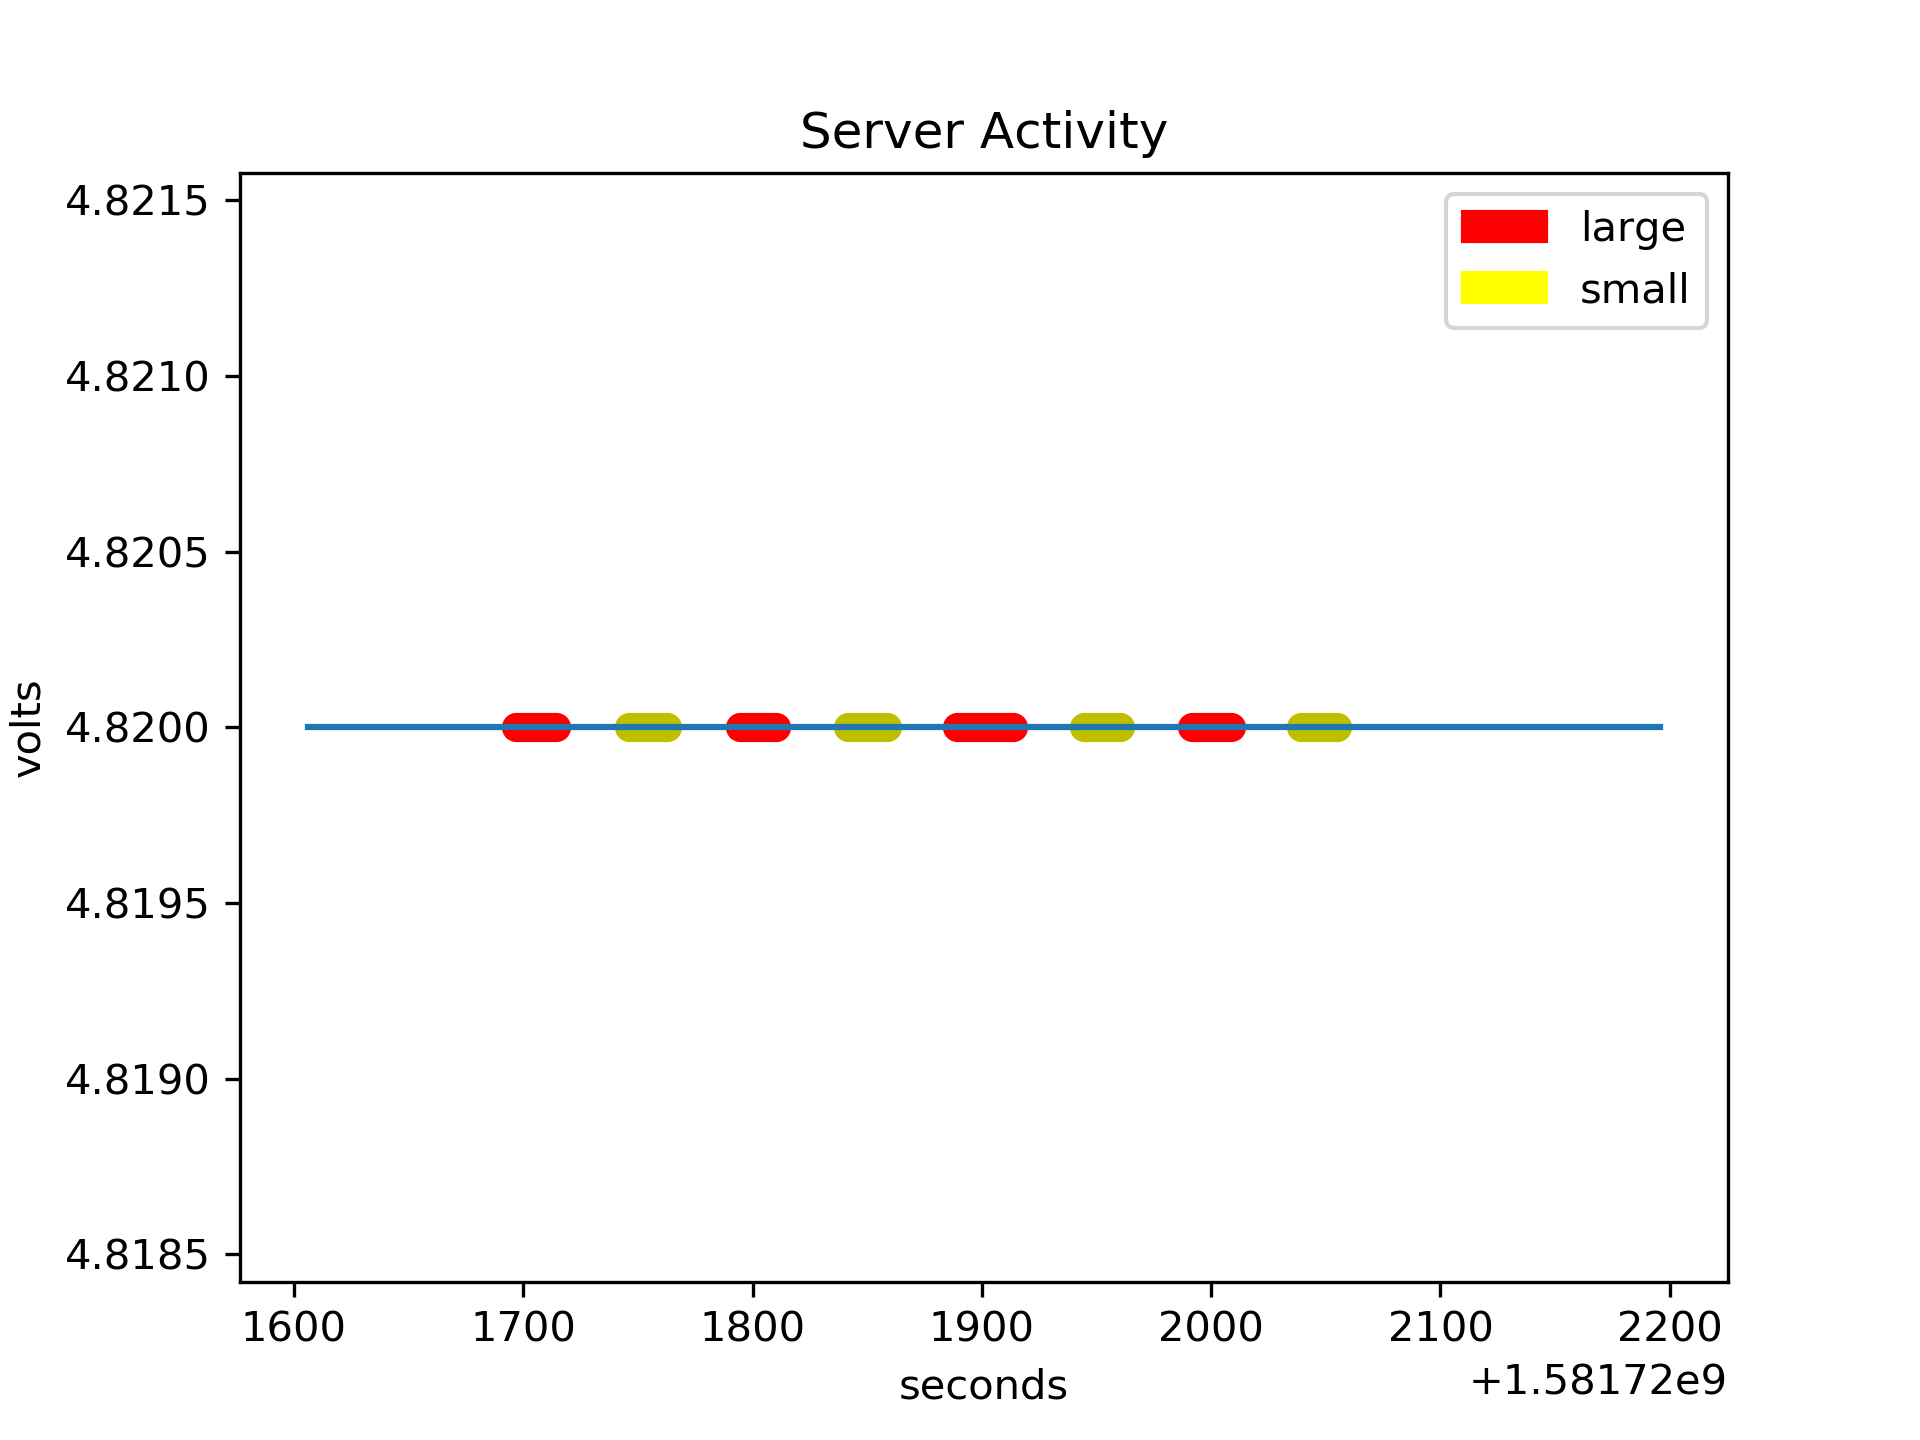 Server Activity
4.8215
large
small
4.8210
4.8205
volts
4.8200
4.8195
4.8190
4.8185
1600 1700 1800 1900 2000 2100 2200
seconds
+1.58172e9